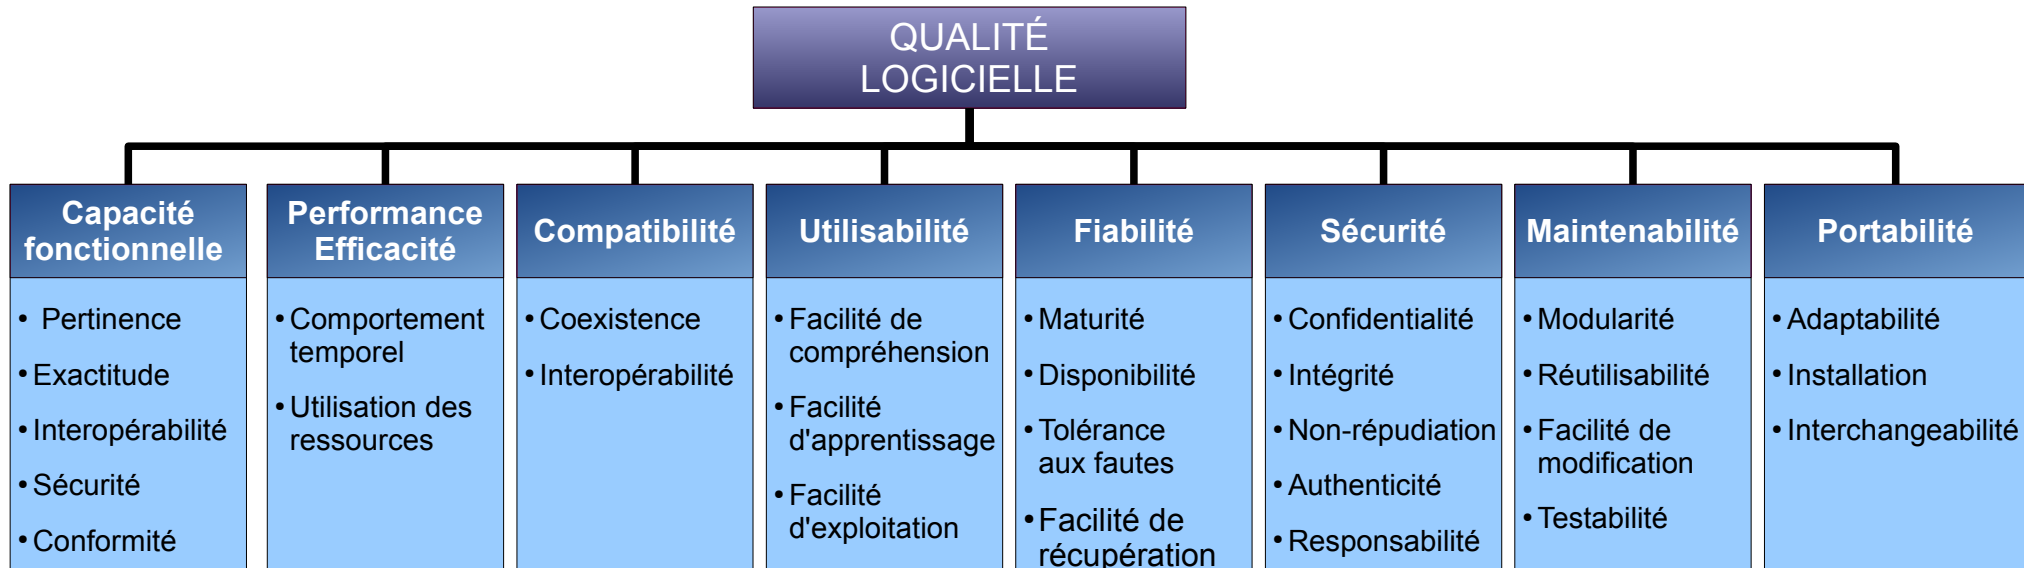 QUALITÉ
LOGICIELLE
Capacité
fonctionnelle
• Pertinence
• Exactitude
• Interopérabilité
• Sécurité
• Conformité
Performance
Efficacité
• Comportement
temporel
• Utilisation des
ressources
Compatibilité
• Coexistence
• Interopérabilité
Utilisabilité
• Facilité de
compréhension
• Facilité
d'apprentissage
• Facilité
d'exploitation
Fiabilité
• Maturité
• Disponibilité
• Tolérance
aux fautes
• Facilité de
récupération
Sécurité
• Confidentialité
• Intégrité
• Non-répudiation
• Authenticité
• Responsabilité
Maintenabilité
• Modularité
• Réutilisabilité
• Facilité de
modification
• Testabilité
Portabilité
• Adaptabilité
• Installation
• Interchangeabilité